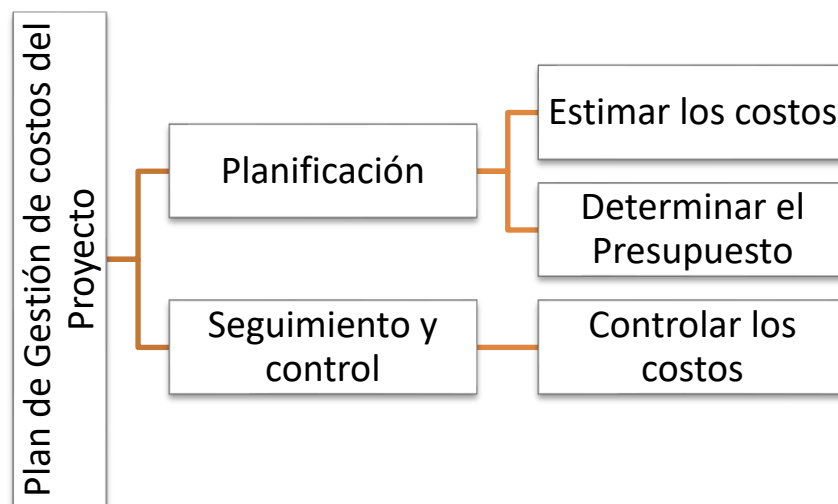 Plan de Gestión de costos del
Proyecto
Planificación
Estimar los costos
Determinar el
Presupuesto
Seguimiento y
control
Controlar los
costos